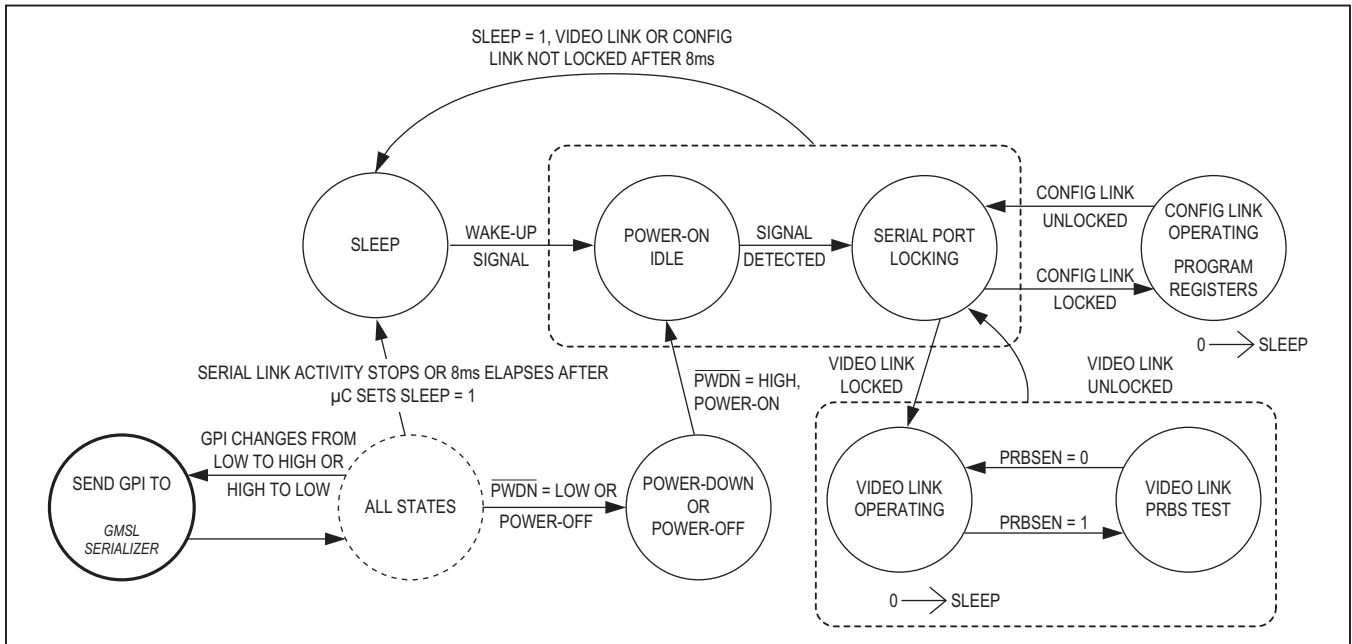 SLEEP = 1, VIDEO LINK OR CONFIG
LINK NOT LOCKED AFTER 8ms
SLEEP
WAKE-UP
SIGNAL
POWER-ON
IDLE
SIGNAL
DETECTED
SERIAL PORT
LOCKING
CONFIG LINK
UNLOCKED
CONFIG LINK
LOCKED
CONFIG LINK
OPERATING
PROGRAM
REGISTERS
0 → SLEEP
SERIAL LINK ACTIVITY STOPS OR 8ms ELAPSES AFTER
µC SETS SLEEP = 1
PWDN = HIGH,
POWER-ON
VIDEO LINK
LOCKED
VIDEO LINK
UNLOCKED
GPI CHANGES FROM
LOW TO HIGH OR
HIGH TO LOW
SEND GPI TO
GMSL
SERIALIZER
ALL STATES
PWDN = LOW OR
POWER-OFF
POWER-DOWN
OR
POWER-OFF
VIDEO LINK
OPERATING
PRBSEN = 0
PRBSEN = 1
VIDEO LINK
PRBS TEST
0 → SLEEP